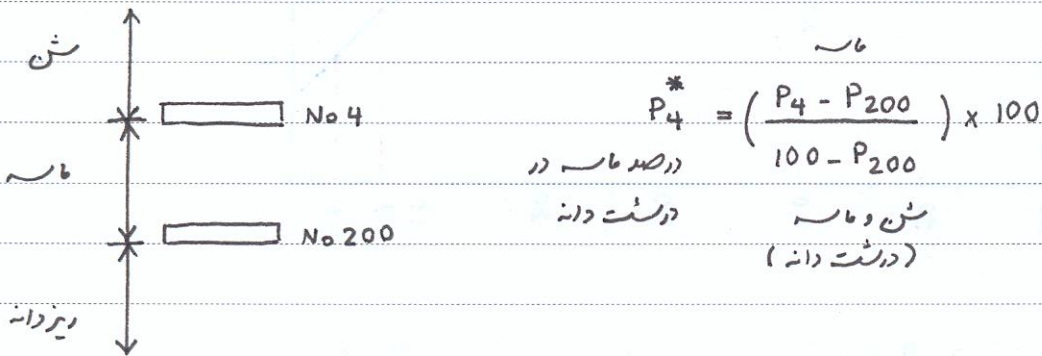 شن
No 4
ماسه
No 200
ریزدانه
ماسه
P₄* = ( (P₄ - P₂₀₀) / (100 - P₂₀₀) ) × 100
درصد ماسه در
درشت دانه
شن و ماسه
(درشت دانه)